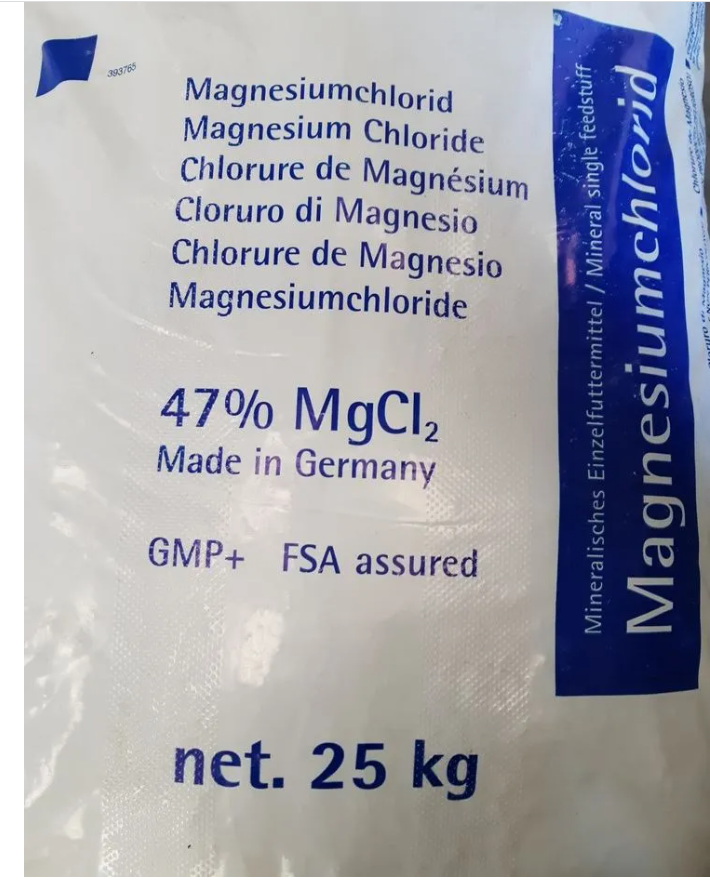 393765
Magnesiumchlorid
Magnesium Chloride
Chlorure de Magnésium
Cloruro di Magnesio
Chlorure de Magnesio
Magnesiumchloride
47% MgCl₂
Made in Germany
GMP+ FSA assured
net. 25 kg
Mineralisches Einzelfuttermittel / Mineral single feedstuff
Magnesiumchlorid